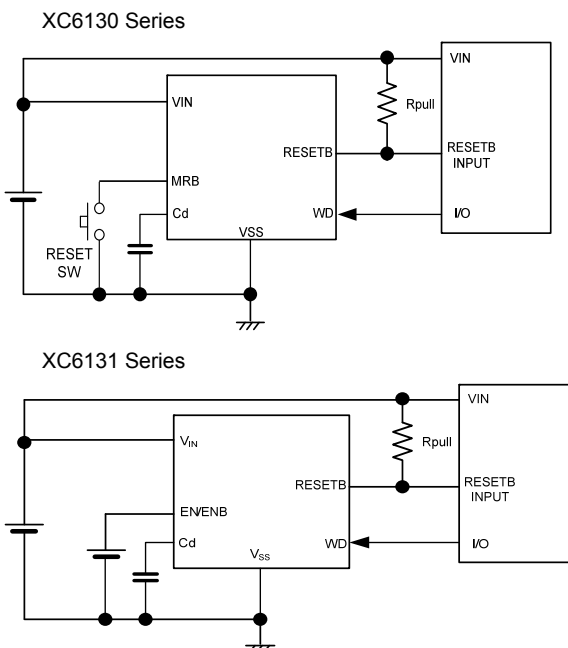 XC6130 Series
VIN
VIN
Rpull
RESETB
RESETB
INPUT
MRB
Cd
WD
I/O
VSS
RESET
SW
XC6131 Series
VIN
VIN
Rpull
RESETB
RESETB
INPUT
EN/ENB
Cd
WD
I/O
VSS